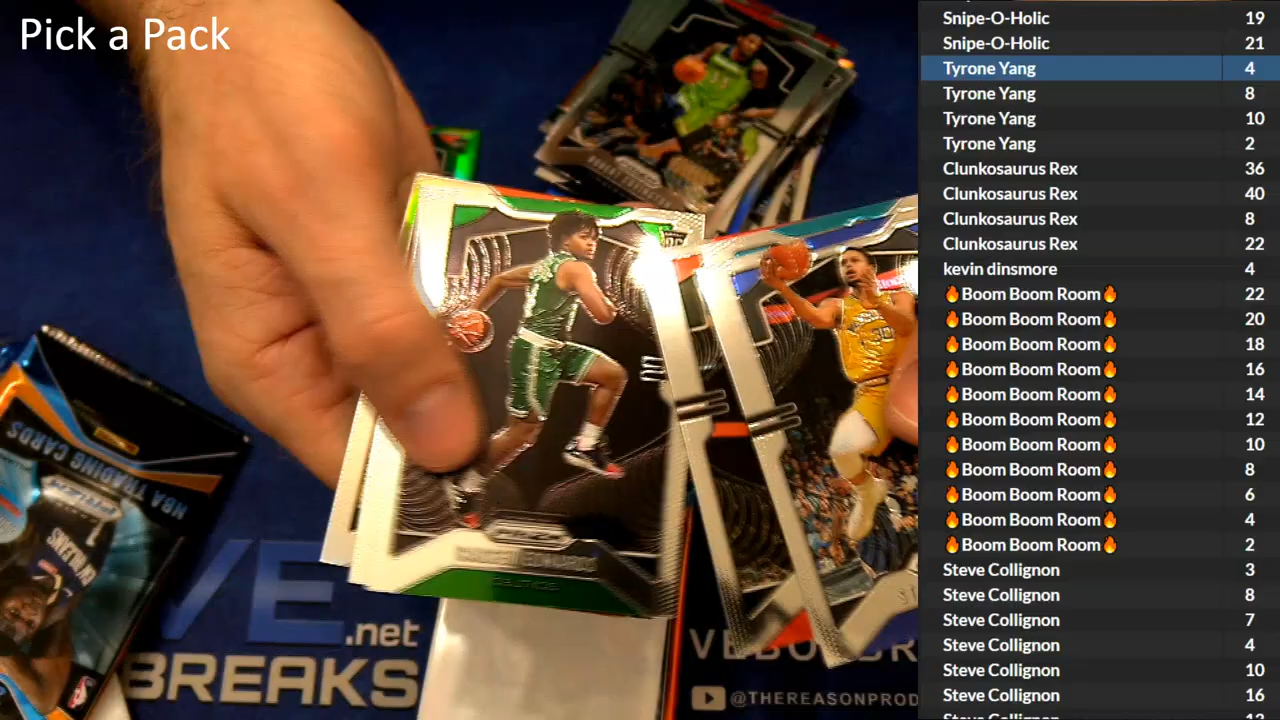 Pick a Pack
Snipe-O-Holic 19
Snipe-O-Holic 21
Tyrone Yang 4
Tyrone Yang 8
Tyrone Yang 10
Tyrone Yang 2
Clunkosaurus Rex 36
Clunkosaurus Rex 40
Clunkosaurus Rex 8
Clunkosaurus Rex 22
kevin dinsmore 4
🔥Boom Boom Room🔥 22
🔥Boom Boom Room🔥 20
🔥Boom Boom Room🔥 18
🔥Boom Boom Room🔥 16
🔥Boom Boom Room🔥 14
🔥Boom Boom Room🔥 12
🔥Boom Boom Room🔥 10
🔥Boom Boom Room🔥 8
🔥Boom Boom Room🔥 6
🔥Boom Boom Room🔥 4
🔥Boom Boom Room🔥 2
Steve Collignon 3
Steve Collignon 8
Steve Collignon 7
Steve Collignon 4
Steve Collignon 10
Steve Collignon 16
NBA TRADING CARDS
PRIZM
CELTICS
.net
BREAKS
@THEREASONPROD